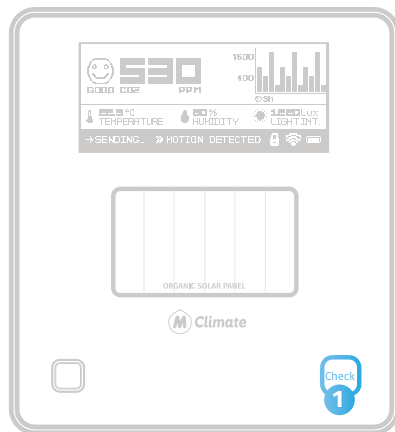 1600
530
400
GOOD CO2 PPM
9H
°C 50% Lux
TEMPERATURE HUMIDITY LIGHT INT.
→SENDING.. » MOTION DETECTED
ORGANIC SOLAR PANEL
M Climate
Check
1